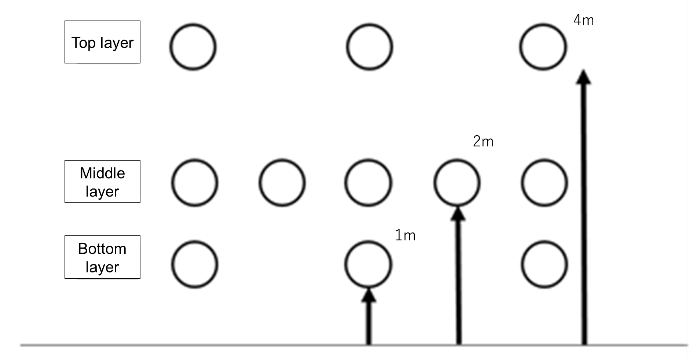 4m
Top layer
2m
Middle
layer
1m
Bottom
layer